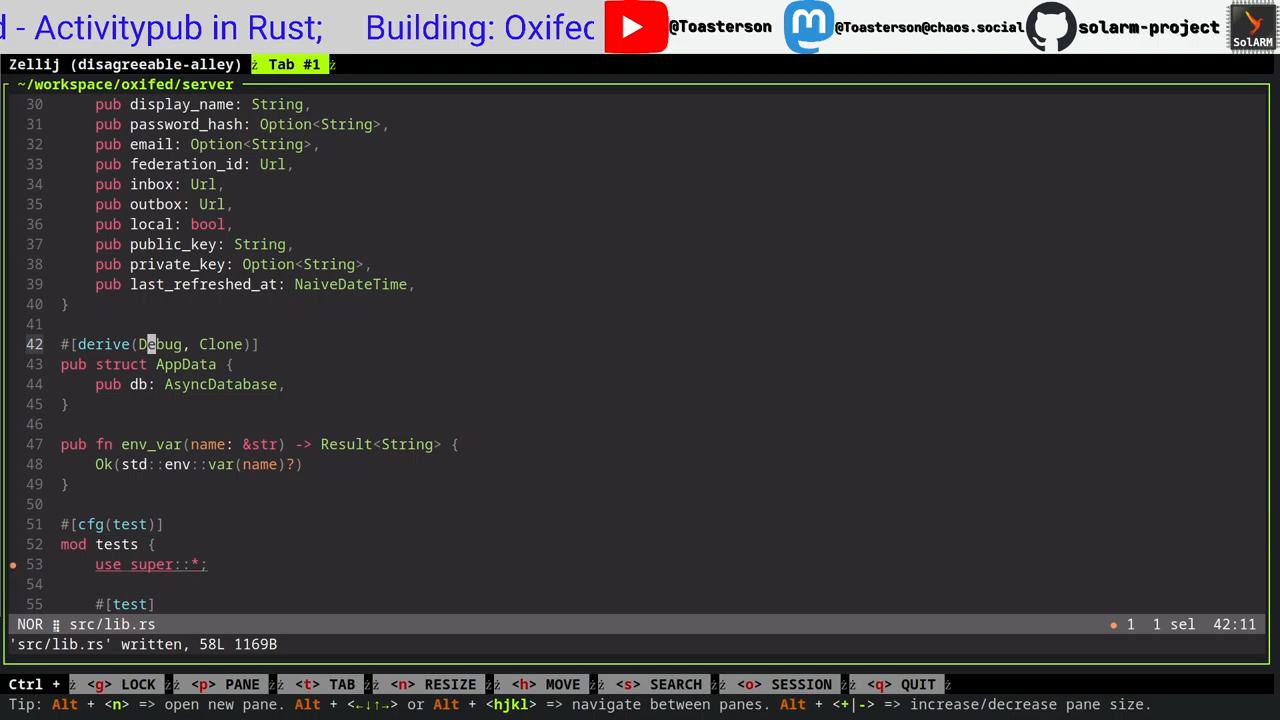 d - Activitypub in Rust;     Building: Oxifed
@Toasterson
@Toasterson@chaos.social
solarm-project
SolARM
Zellij (disagreeable-alley)  Tab #1
~/workspace/oxifed/server
30     pub display_name: String,
31     pub password_hash: Option<String>,
32     pub email: Option<String>,
33     pub federation_id: Url,
34     pub inbox: Url,
35     pub outbox: Url,
36     pub local: bool,
37     pub public_key: String,
38     pub private_key: Option<String>,
39     pub last_refreshed_at: NaiveDateTime,
40 }
41
42 #[derive(Debug, Clone)]
43 pub struct AppData {
44     pub db: AsyncDatabase,
45 }
46
47 pub fn env_var(name: &str) -> Result<String> {
48     Ok(std::env::var(name)?)
49 }
50
51 #[cfg(test)]
52 mod tests {
● 53     use super::*;
54
55     #[test]
NOR ⣾ src/lib.rs ● 1  1 sel  42:11
'src/lib.rs' written, 58L 1169B
Ctrl + ż <g> LOCK ż <p> PANE ż <t> TAB ż <n> RESIZE ż <h> MOVE ż <s> SEARCH ż <o> SESSION ż <q> QUIT ż
Tip: Alt + <n> => open new pane. Alt + <←↓↑→> or Alt + <hjkl> => navigate between panes. Alt + <+|-> => increase/decrease pane size.